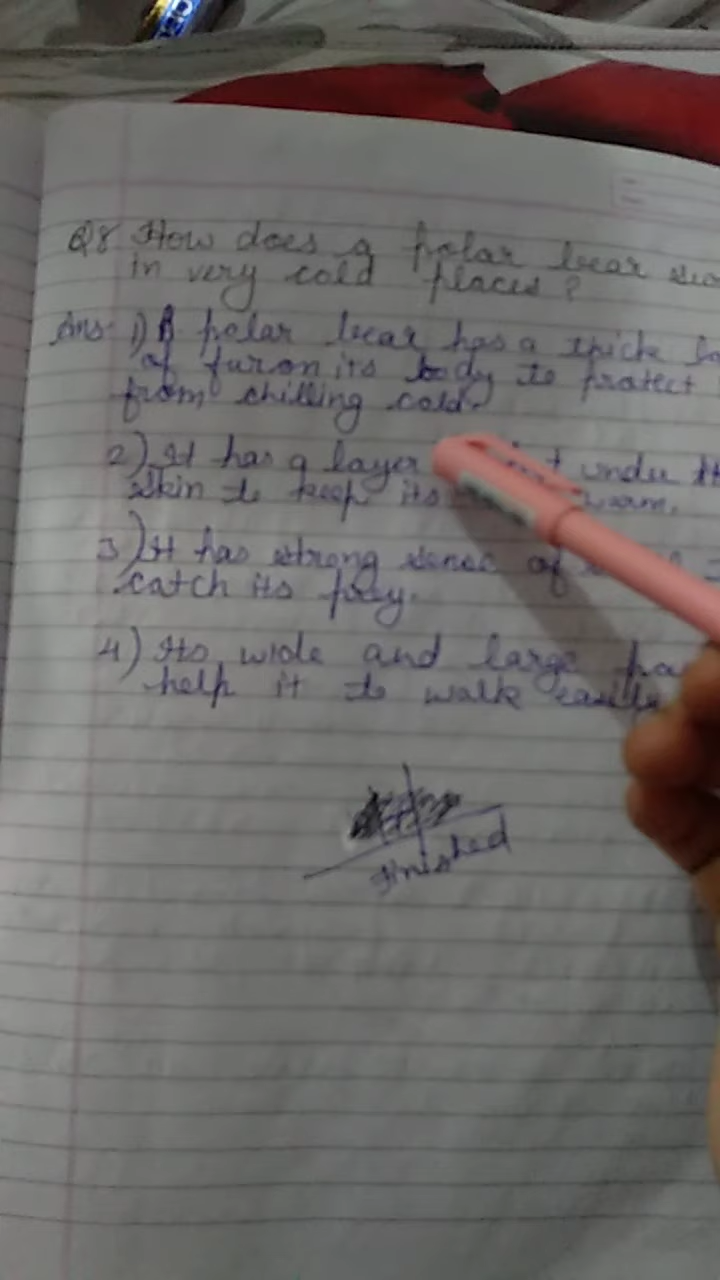 Q8 How does a polar bear
in very cold places?
Ans- 1) A polar bear has a thick
of fur on its body to protect
from chilling cold.
2) It has a layer under
skin to keep its warm.
3) It has strong sense of
catch its prey.
4) Its wide and large
help it to walk easily
Finished